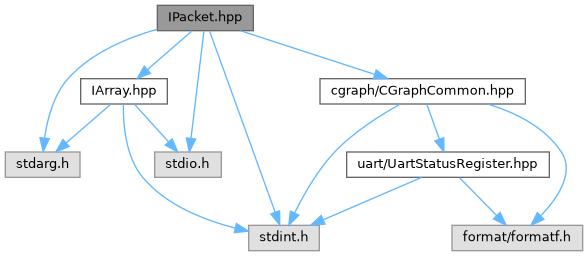 IPacket.hpp
IArray.hpp
cgraph/CGraphCommon.hpp
stdarg.h
stdio.h
uart/UartStatusRegister.hpp
stdint.h
format/formatf.h